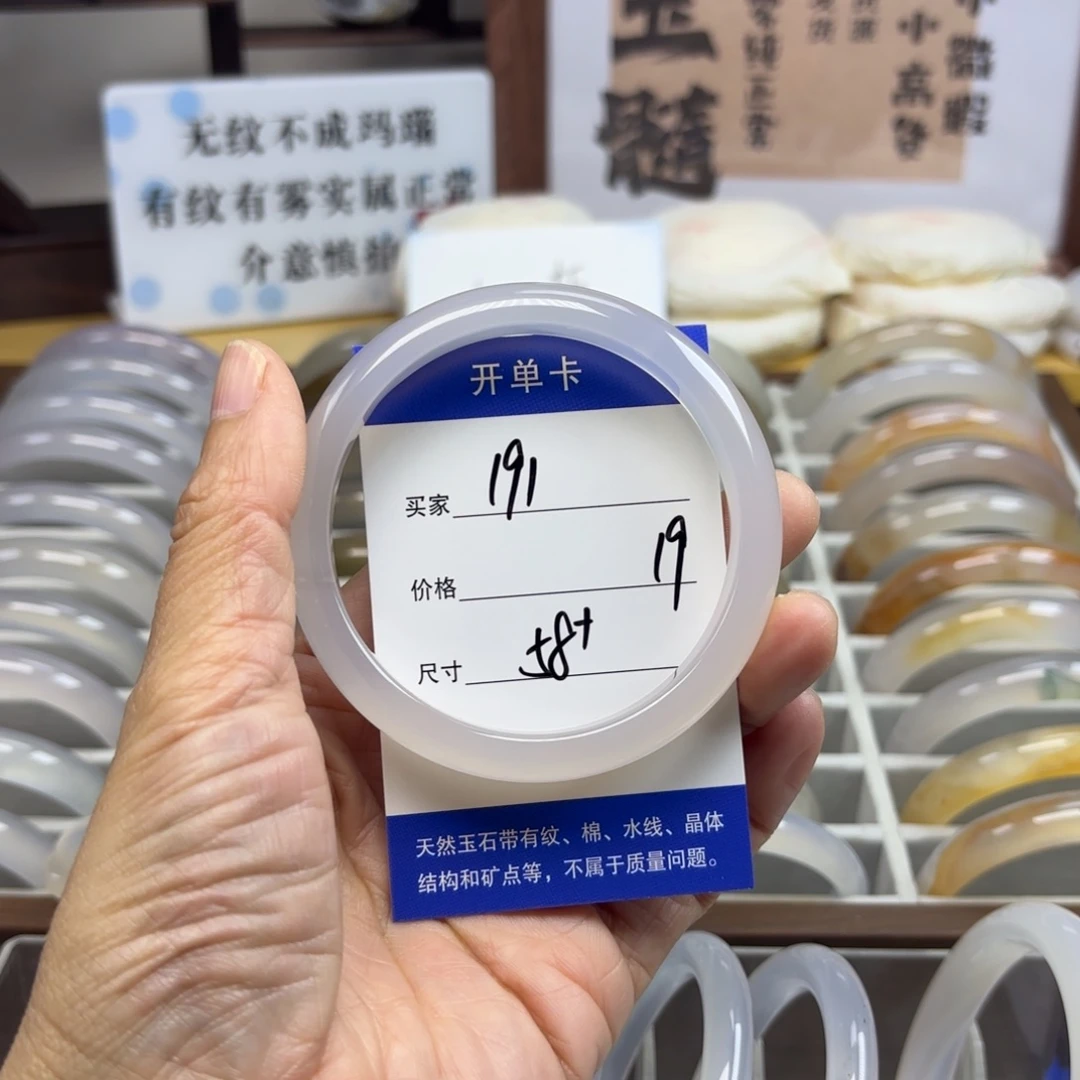 无纹不成玛瑙
有纹有雾实属正常
介意慎拍
玉髓
开单卡
买家 191
价格 19
尺寸 58+
天然玉石带有纹、棉、水线、晶体
结构和矿点等，不属于质量问题。